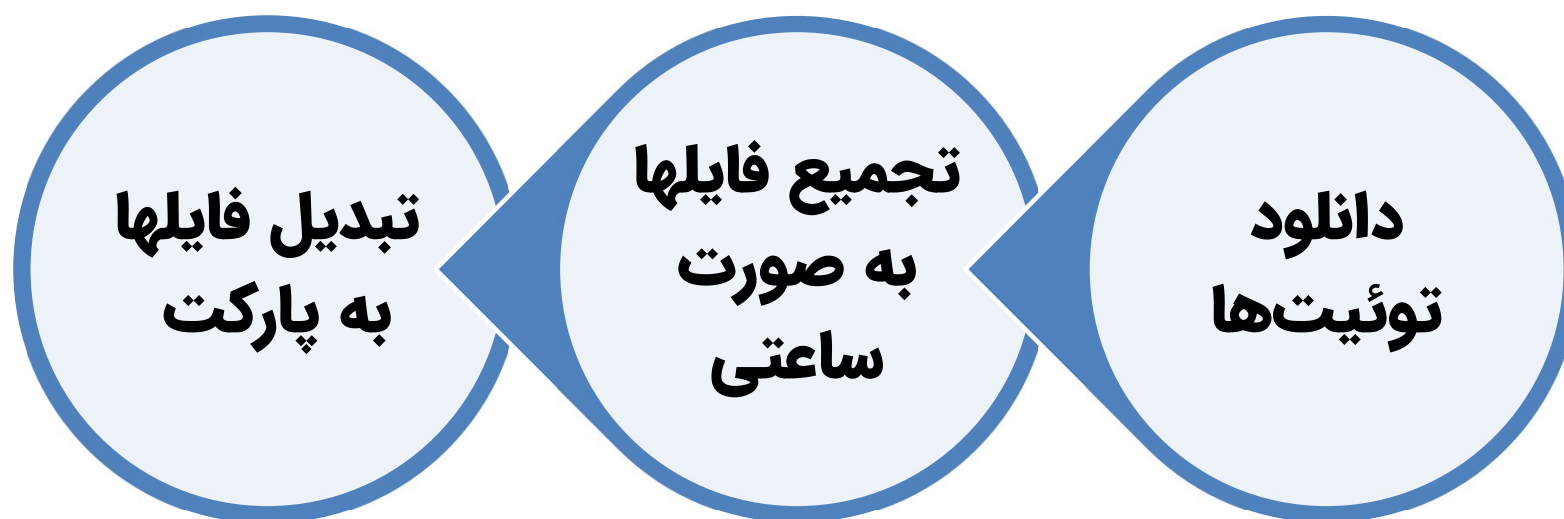 دانلود
توئیت‌ها
تجمیع فایلها
به صورت
ساعتی
تبدیل فایلها
به پارکت